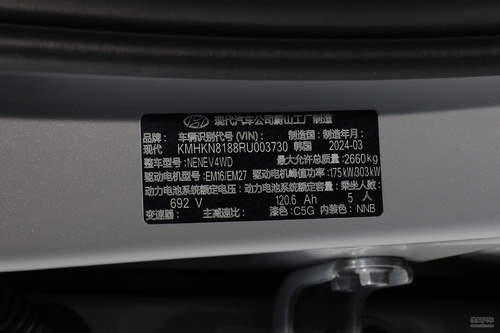 现代汽车公司蔚山工厂制造
品牌: 车辆识别代号(VIN): 制造国: 制造年月:
现代 KMHKN8188RU003730 韩国 2024-03
整车型号:NENEV4WD 最大允许总质量:2660kg
驱动电机型号:EM16/EM27 驱动电机峰值功率:175kW/303kW
动力电池系统额定电压: 动力电池系统额定容量: 乘坐人数:
692 V 120.6 Ah 5 人
变速器: 主减速比: 漆色:C5G 内装色:NNB